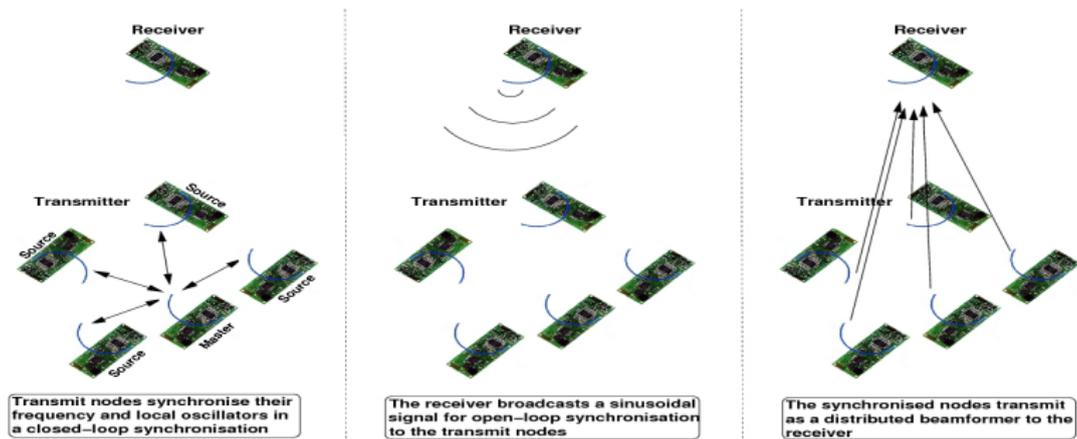 Receiver
Transmitter
Source
Source
Source
Source
Master
Transmit nodes synchronise their
frequency and local oscillators in
a closed–loop synchronisation
Receiver
Transmitter
The receiver broadcasts a sinusoidal
signal for open–loop synchronisation
to the transmit nodes
Receiver
Transmitter
The synchronised nodes transmit
as a distributed beamformer to the
receiver